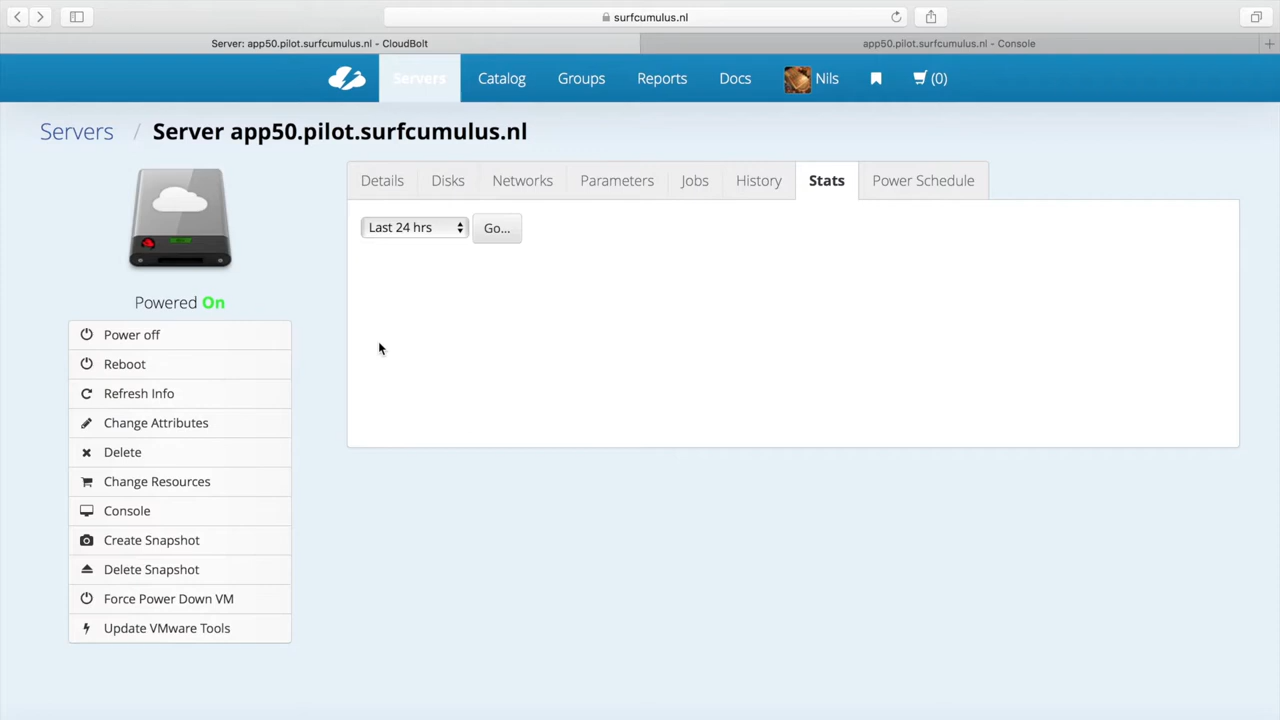 surfcumulus.nl
Server: app50.pilot.surfcumulus.nl - CloudBolt
app50.pilot.surfcumulus.nl - Console
Servers
Catalog
Groups
Reports
Docs
Nils
(0)
Servers / Server app50.pilot.surfcumulus.nl
Details
Disks
Networks
Parameters
Jobs
History
Stats
Power Schedule
Last 24 hrs
Go...
Powered On
Power off
Reboot
Refresh Info
Change Attributes
Delete
Change Resources
Console
Create Snapshot
Delete Snapshot
Force Power Down VM
Update VMware Tools